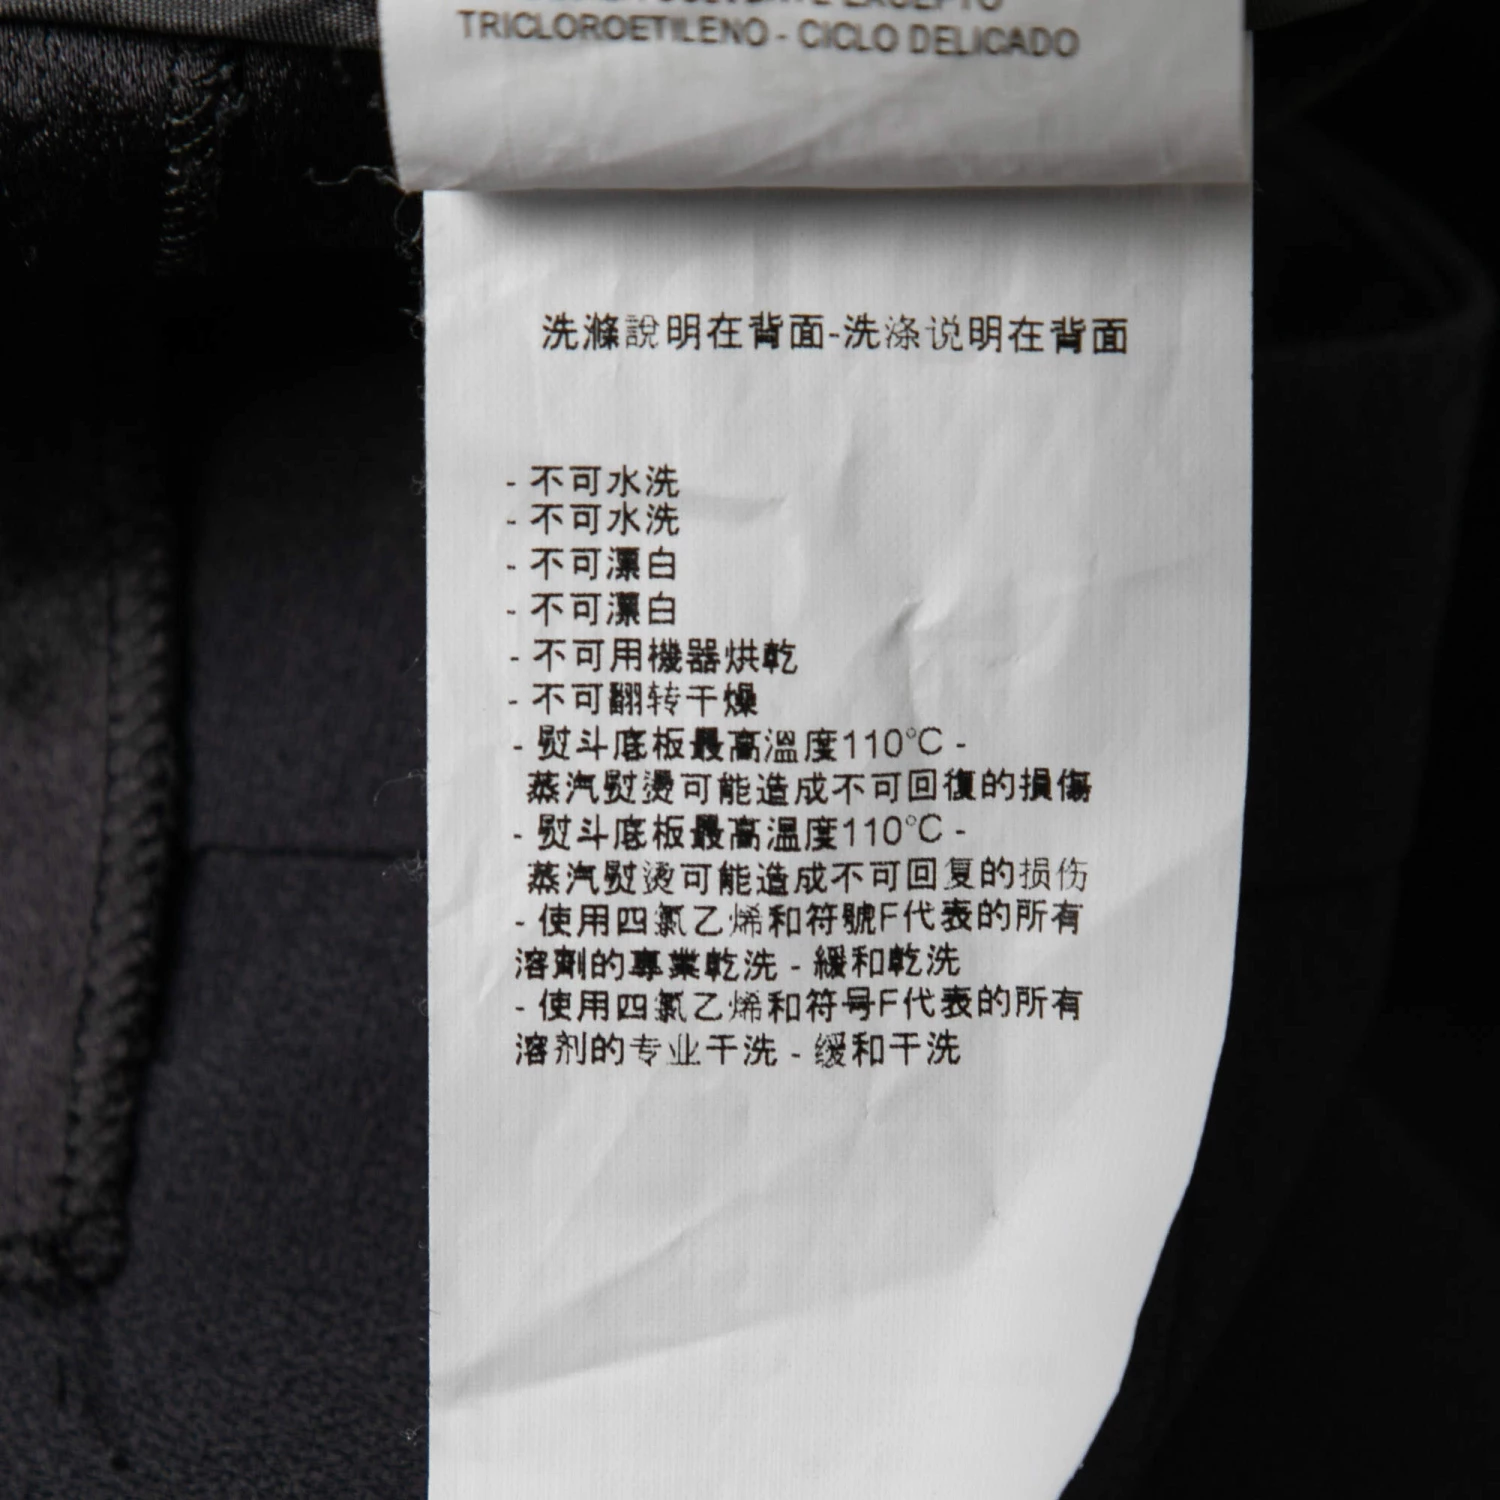 TRICLOROETILENO - CICLO DELICADO
洗滌說明在背面-洗涤说明在背面
- 不可水洗
- 不可水洗
- 不可漂白
- 不可漂白
- 不可用機器烘乾
- 不可翻转干燥
- 熨斗底板最高溫度110°C -
蒸汽熨燙可能造成不可回復的損傷
- 熨斗底板最高温度110°C -
蒸汽熨烫可能造成不可回复的损伤
- 使用四氯乙烯和符號F代表的所有
溶劑的專業乾洗 - 緩和乾洗
- 使用四氯乙烯和符号F代表的所有
溶剂的专业干洗 - 缓和干洗